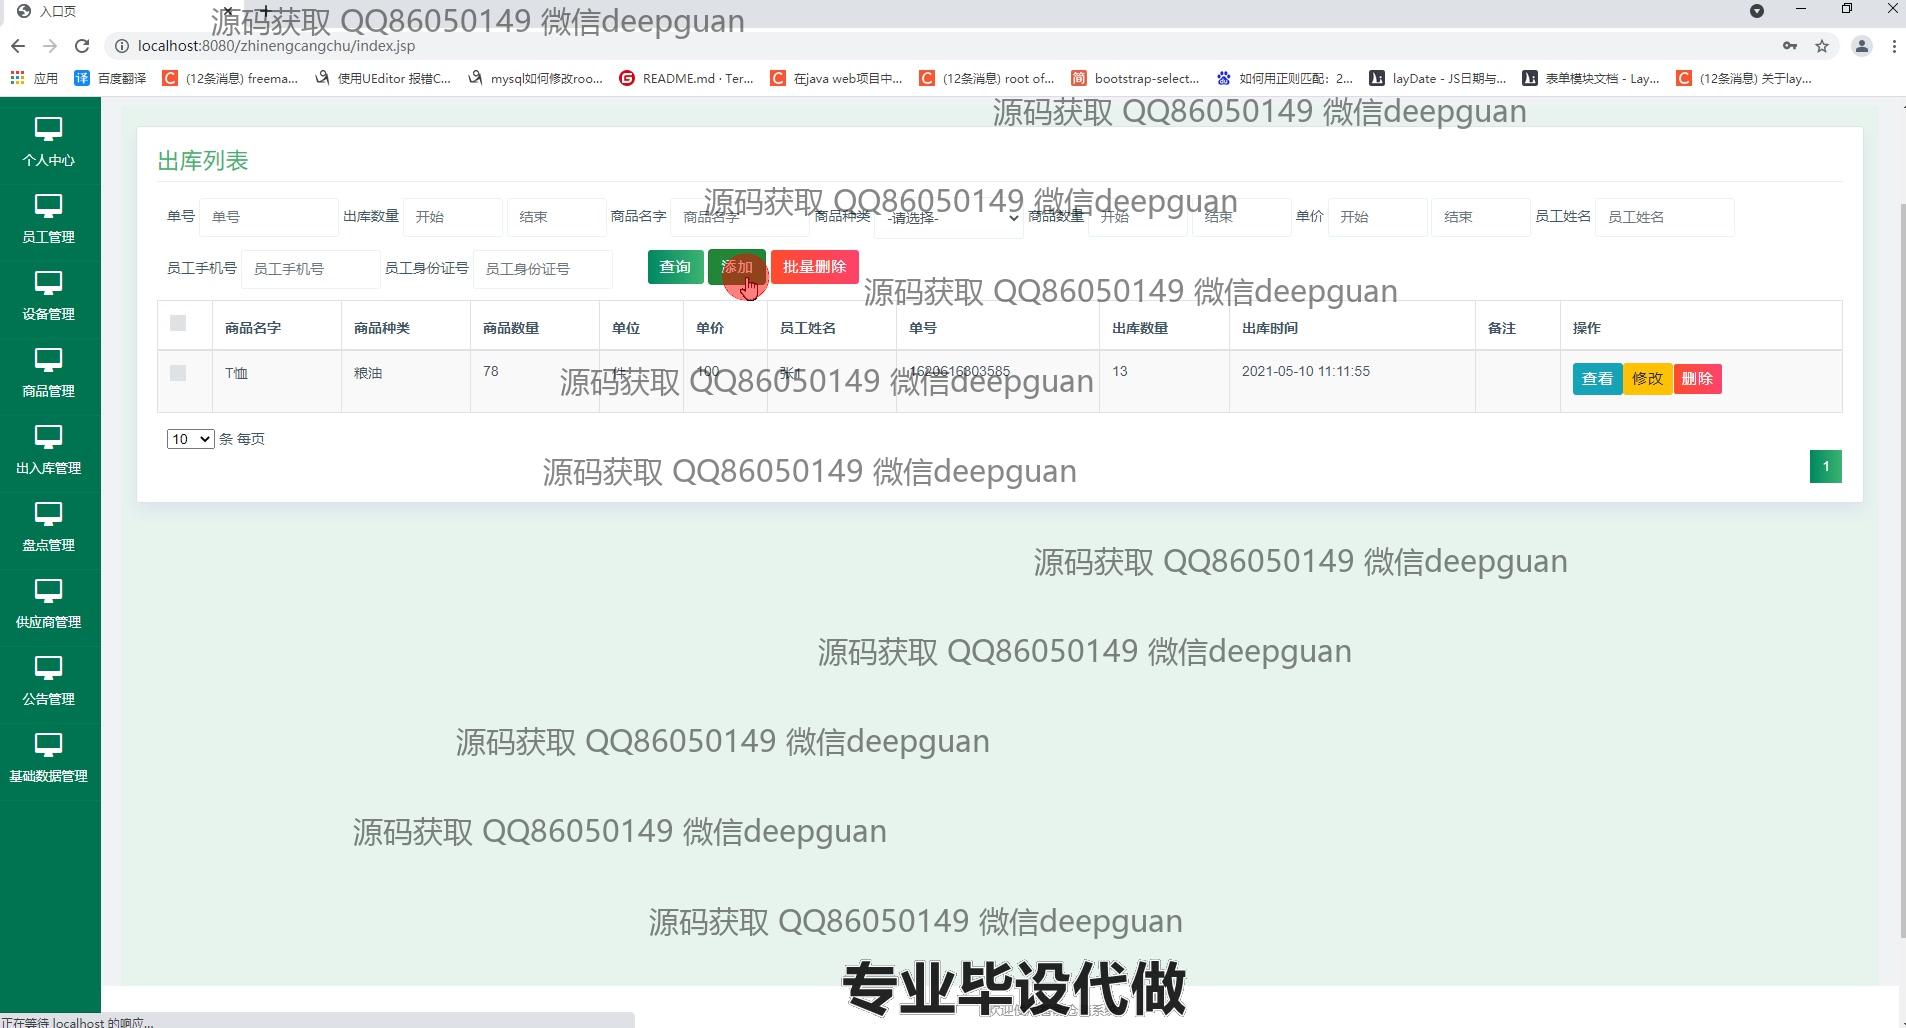 入口页
源码获取 QQ86050149 微信deepguan
localhost:8080/zhinengcangchu/index.jsp
应用 百度翻译 (12条消息) freema... 使用UEditor 报错C... mysql如何修改roo... README.md · Ter... 在java web项目中... (12条消息) root of... bootstrap-select... 如何用正则匹配：2... layDate - JS日期与... 表单模块文档 - Lay... (12条消息) 关于lay...
源码获取 QQ86050149 微信deepguan
个人中心
员工管理
设备管理
商品管理
出入库管理
盘点管理
供应商管理
公告管理
基础数据管理
出库列表
源码获取 QQ86050149 微信deepguan
单号 单号 出库数量 开始 结束 商品名字 商品名字 商品种类 -请选择- 商品数量 开始 结束 单价 开始 结束 员工姓名 员工姓名
员工手机号 员工手机号 员工身份证号 员工身份证号 查询 添加 批量删除
源码获取 QQ86050149 微信deepguan
商品名字 商品种类 商品数量 单位 单价 员工姓名 单号 出库数量 出库时间 备注 操作
T恤 粮油 78 件 100 1620616303585 13 2021-05-10 11:11:55 查看 修改 删除
源码获取 QQ86050149 微信deepguan
10 条 每页
源码获取 QQ86050149 微信deepguan
1
源码获取 QQ86050149 微信deepguan
源码获取 QQ86050149 微信deepguan
源码获取 QQ86050149 微信deepguan
源码获取 QQ86050149 微信deepguan
源码获取 QQ86050149 微信deepguan
专业毕设代做
正在等待 localhost 的响应...